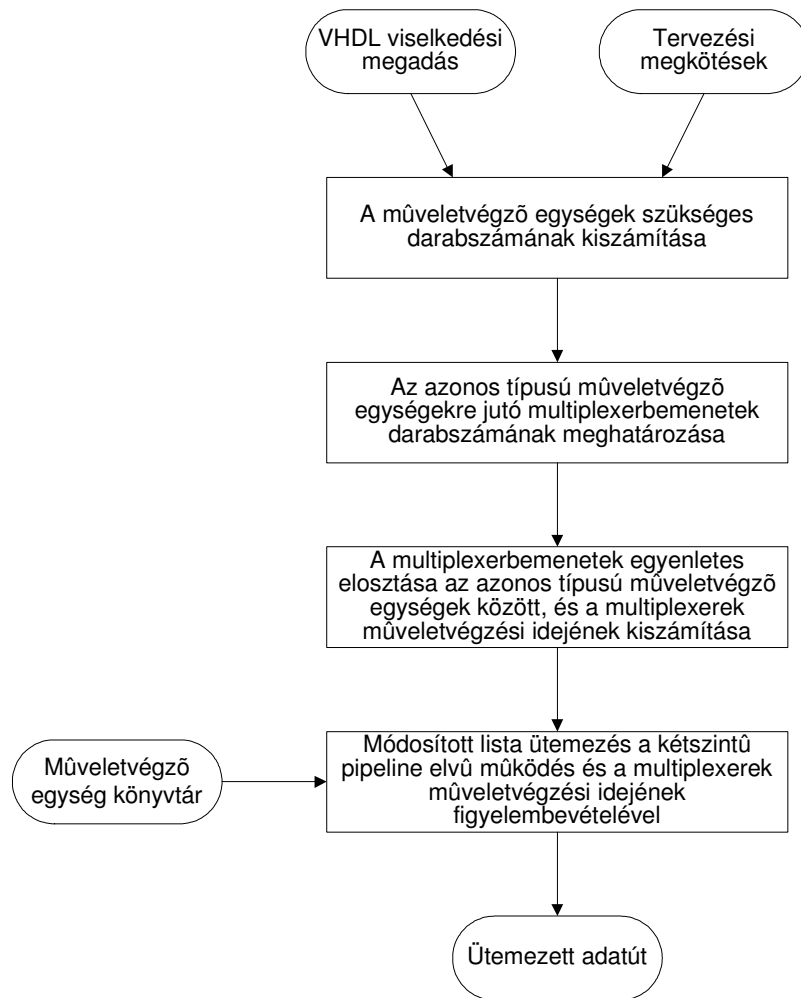 VHDL viselkedési
megadás
Tervezési
megkötések
A mûveletvégzõ egységek szükséges
darabszámának kiszámítása
Az azonos típusú mûveletvégzõ
egységekre jutó multiplexerbemenetek
darabszámának meghatározása
A multiplexerbemenetek egyenletes
elosztása az azonos típusú mûveletvégzõ
egységek között, és a multiplexerek
mûveletvégzési idejének kiszámítása
Mûveletvégzõ
egység könyvtár
Módosított lista ütemezés a kétszintû
pipeline elvû mûködés és a multiplexerek
mûveletvégzési idejének
figyelembevételével
Ütemezett adatút